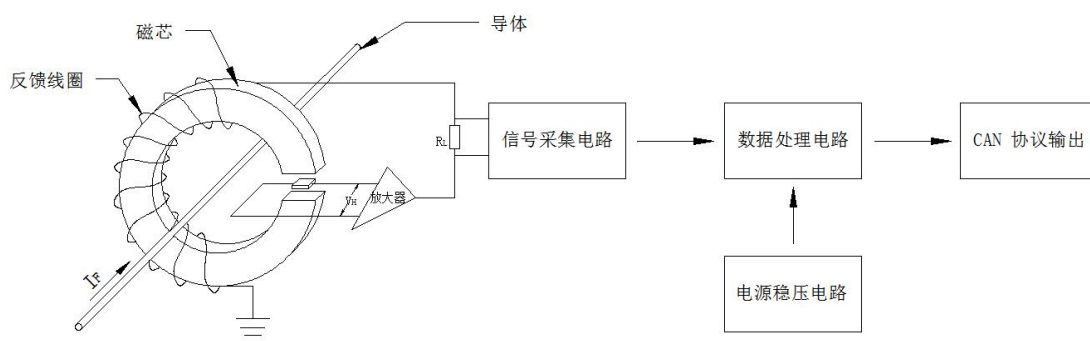 导体
磁芯
反馈线圈
RL
信号采集电路
数据处理电路
CAN 协议输出
VH
放大器
IF
电源稳压电路